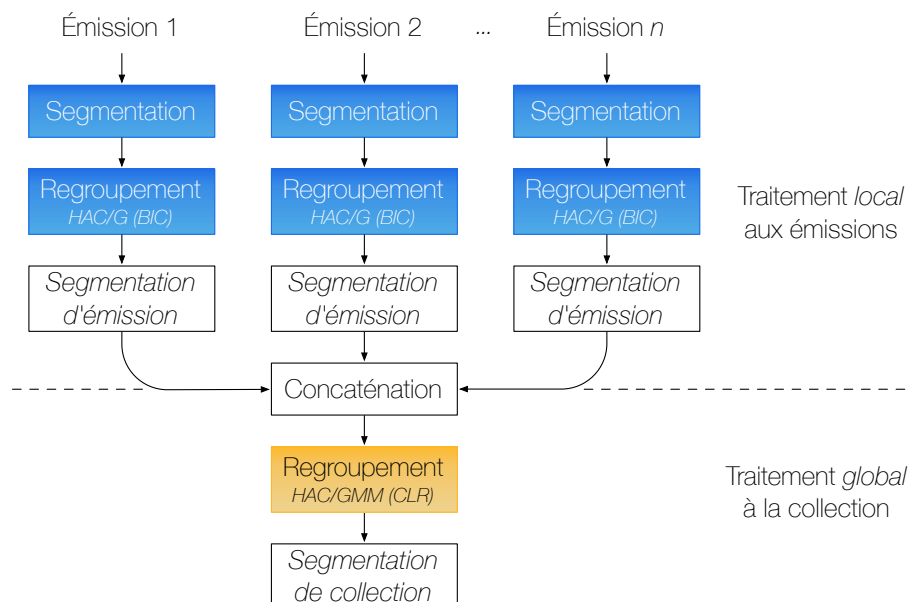 Émission 1
Émission 2
...
Émission n
Segmentation
Segmentation
Segmentation
Regroupement
HAC/G (BIC)
Regroupement
HAC/G (BIC)
Regroupement
HAC/G (BIC)
Traitement local
aux émissions
Segmentation
d'émission
Segmentation
d'émission
Segmentation
d'émission
Concaténation
Regroupement
HAC/GMM (CLR)
Traitement global
à la collection
Segmentation
de collection